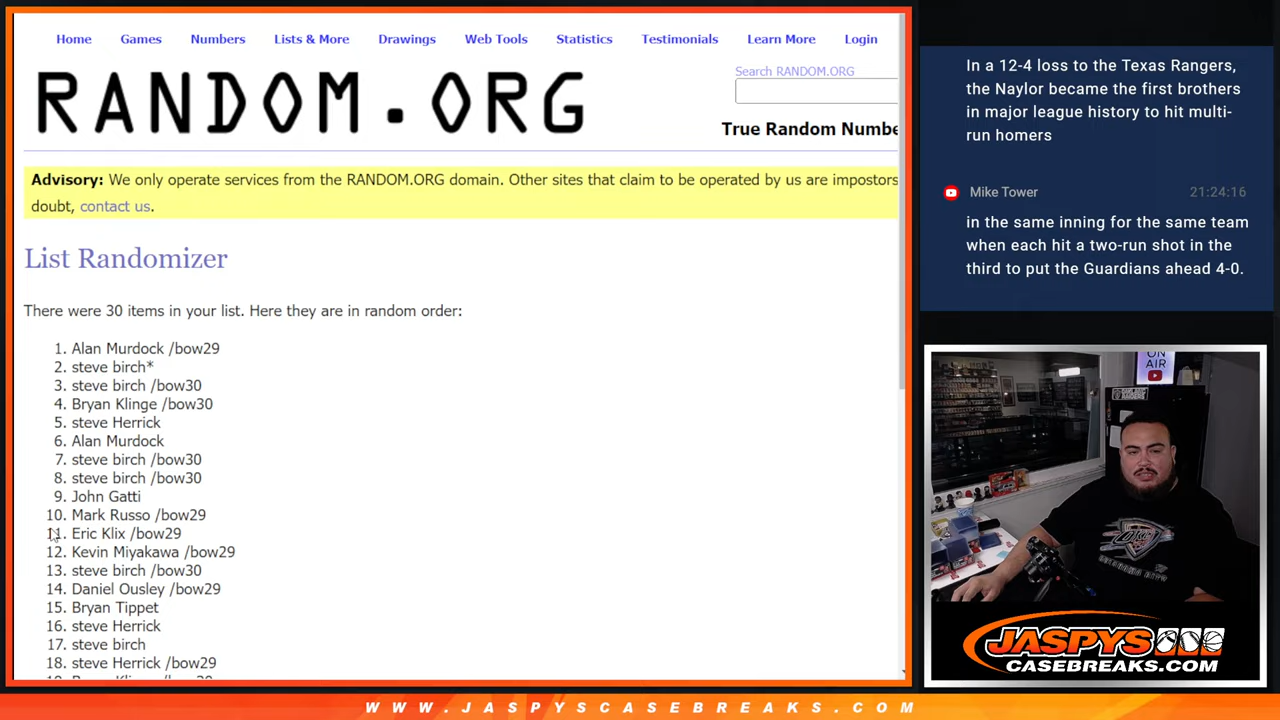 Home Games Numbers Lists & More Drawings Web Tools Statistics Testimonials Learn More Login
RANDOM.ORG
Search RANDOM.ORG
True Random Numbe
Advisory: We only operate services from the RANDOM.ORG domain. Other sites that claim to be operated by us are impostors
doubt, contact us.
List Randomizer
There were 30 items in your list. Here they are in random order:
1. Alan Murdock /bow29
2. steve birch*
3. steve birch /bow30
4. Bryan Klinge /bow30
5. steve Herrick
6. Alan Murdock
7. steve birch /bow30
8. steve birch /bow30
9. John Gatti
10. Mark Russo /bow29
11. Eric Klix /bow29
12. Kevin Miyakawa /bow29
13. steve birch /bow30
14. Daniel Ousley /bow29
15. Bryan Tippet
16. steve Herrick
17. steve birch
18. steve Herrick /bow29
In a 12-4 loss to the Texas Rangers,
the Naylor became the first brothers
in major league history to hit multi-
run homers
Mike Tower 21:24:16
in the same inning for the same team
when each hit a two-run shot in the
third to put the Guardians ahead 4-0.
ON
AIR
JASPYS
CASEBREAKS.COM
WWW.JASPYSCASEBREAKS.COM